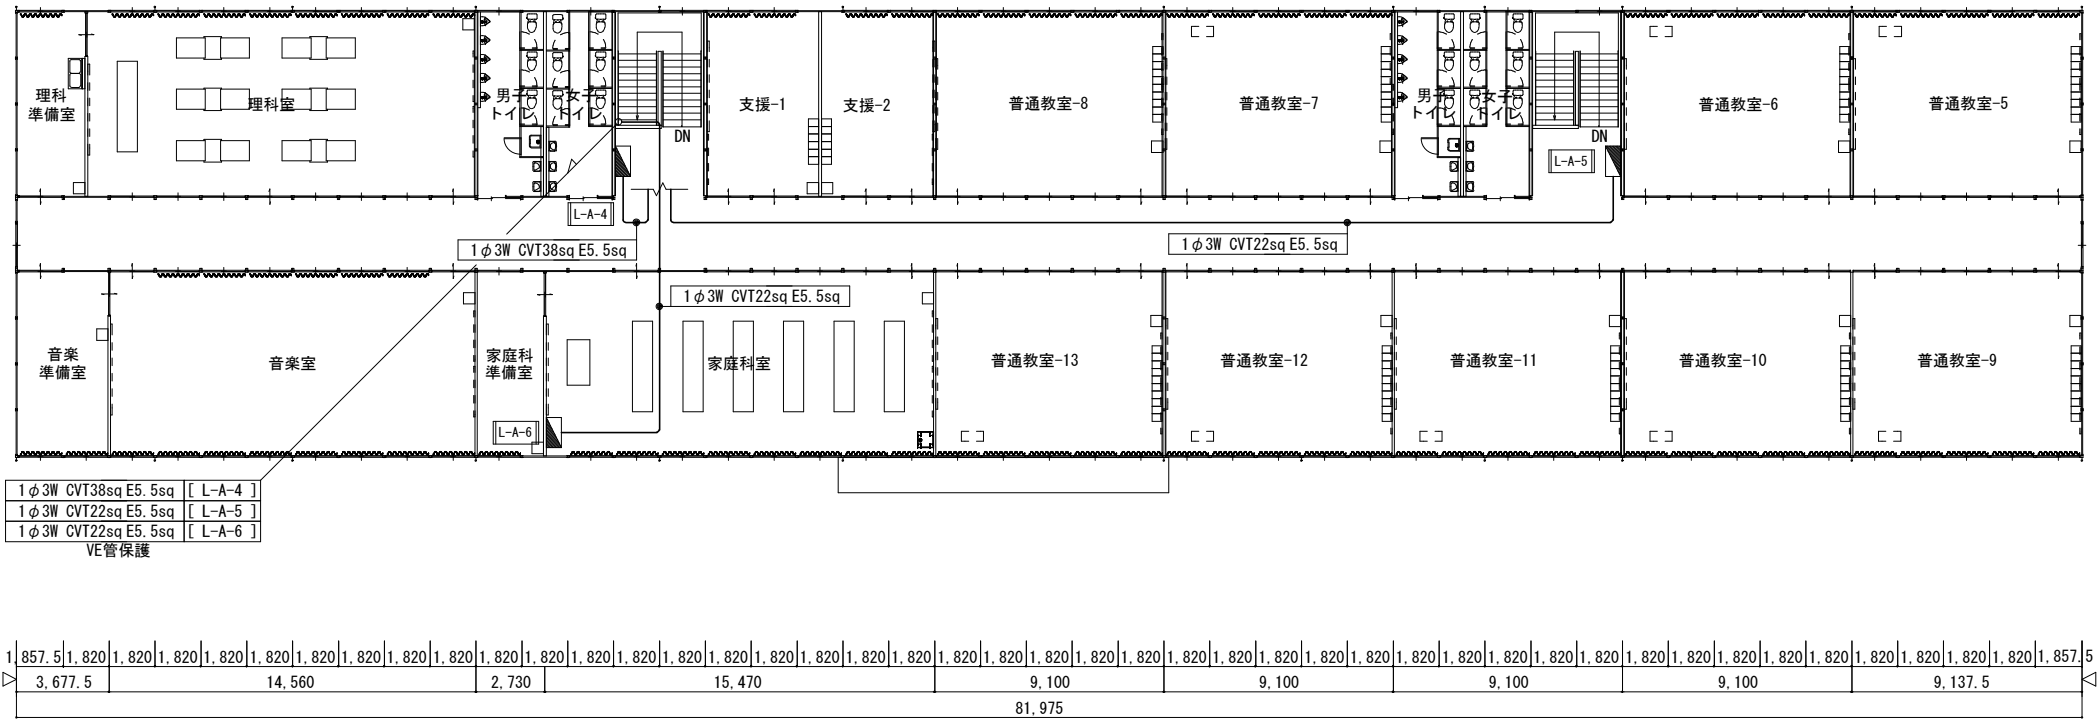 理科
準備室
理科室
男子
トイレ
女子
トイレ
DN
支援-1
支援-2
普通教室-8
普通教室-7
男子
トイレ
女子
トイレ
DN
普通教室-6
普通教室-5
L-A-5
L-A-4
1φ3W CVT38sq E5.5sq
1φ3W CVT22sq E5.5sq
1φ3W CVT22sq E5.5sq
音楽
準備室
音楽室
家庭科
準備室
家庭科室
普通教室-13
普通教室-12
普通教室-11
普通教室-10
普通教室-9
L-A-6
1φ3W CVT38sq E5.5sq [ L-A-4 ]
1φ3W CVT22sq E5.5sq [ L-A-5 ]
1φ3W CVT22sq E5.5sq [ L-A-6 ]
VE管保護
1,857.5 1,820 1,820 1,820 1,820 1,820 1,820 1,820 1,820 1,820 1,820 1,820 1,820 1,820 1,820 1,820 1,820 1,820 1,820 1,820 1,820 1,820 1,820 1,820 1,820 1,820 1,820 1,820 1,820 1,820 1,820 1,820 1,820 1,820 1,820 1,820 1,820 1,820 1,820 1,820 1,820 1,820 1,820 1,820 1,857.5
3,677.5 14,560 2,730 15,470 9,100 9,100 9,100 9,100 9,137.5
81,975